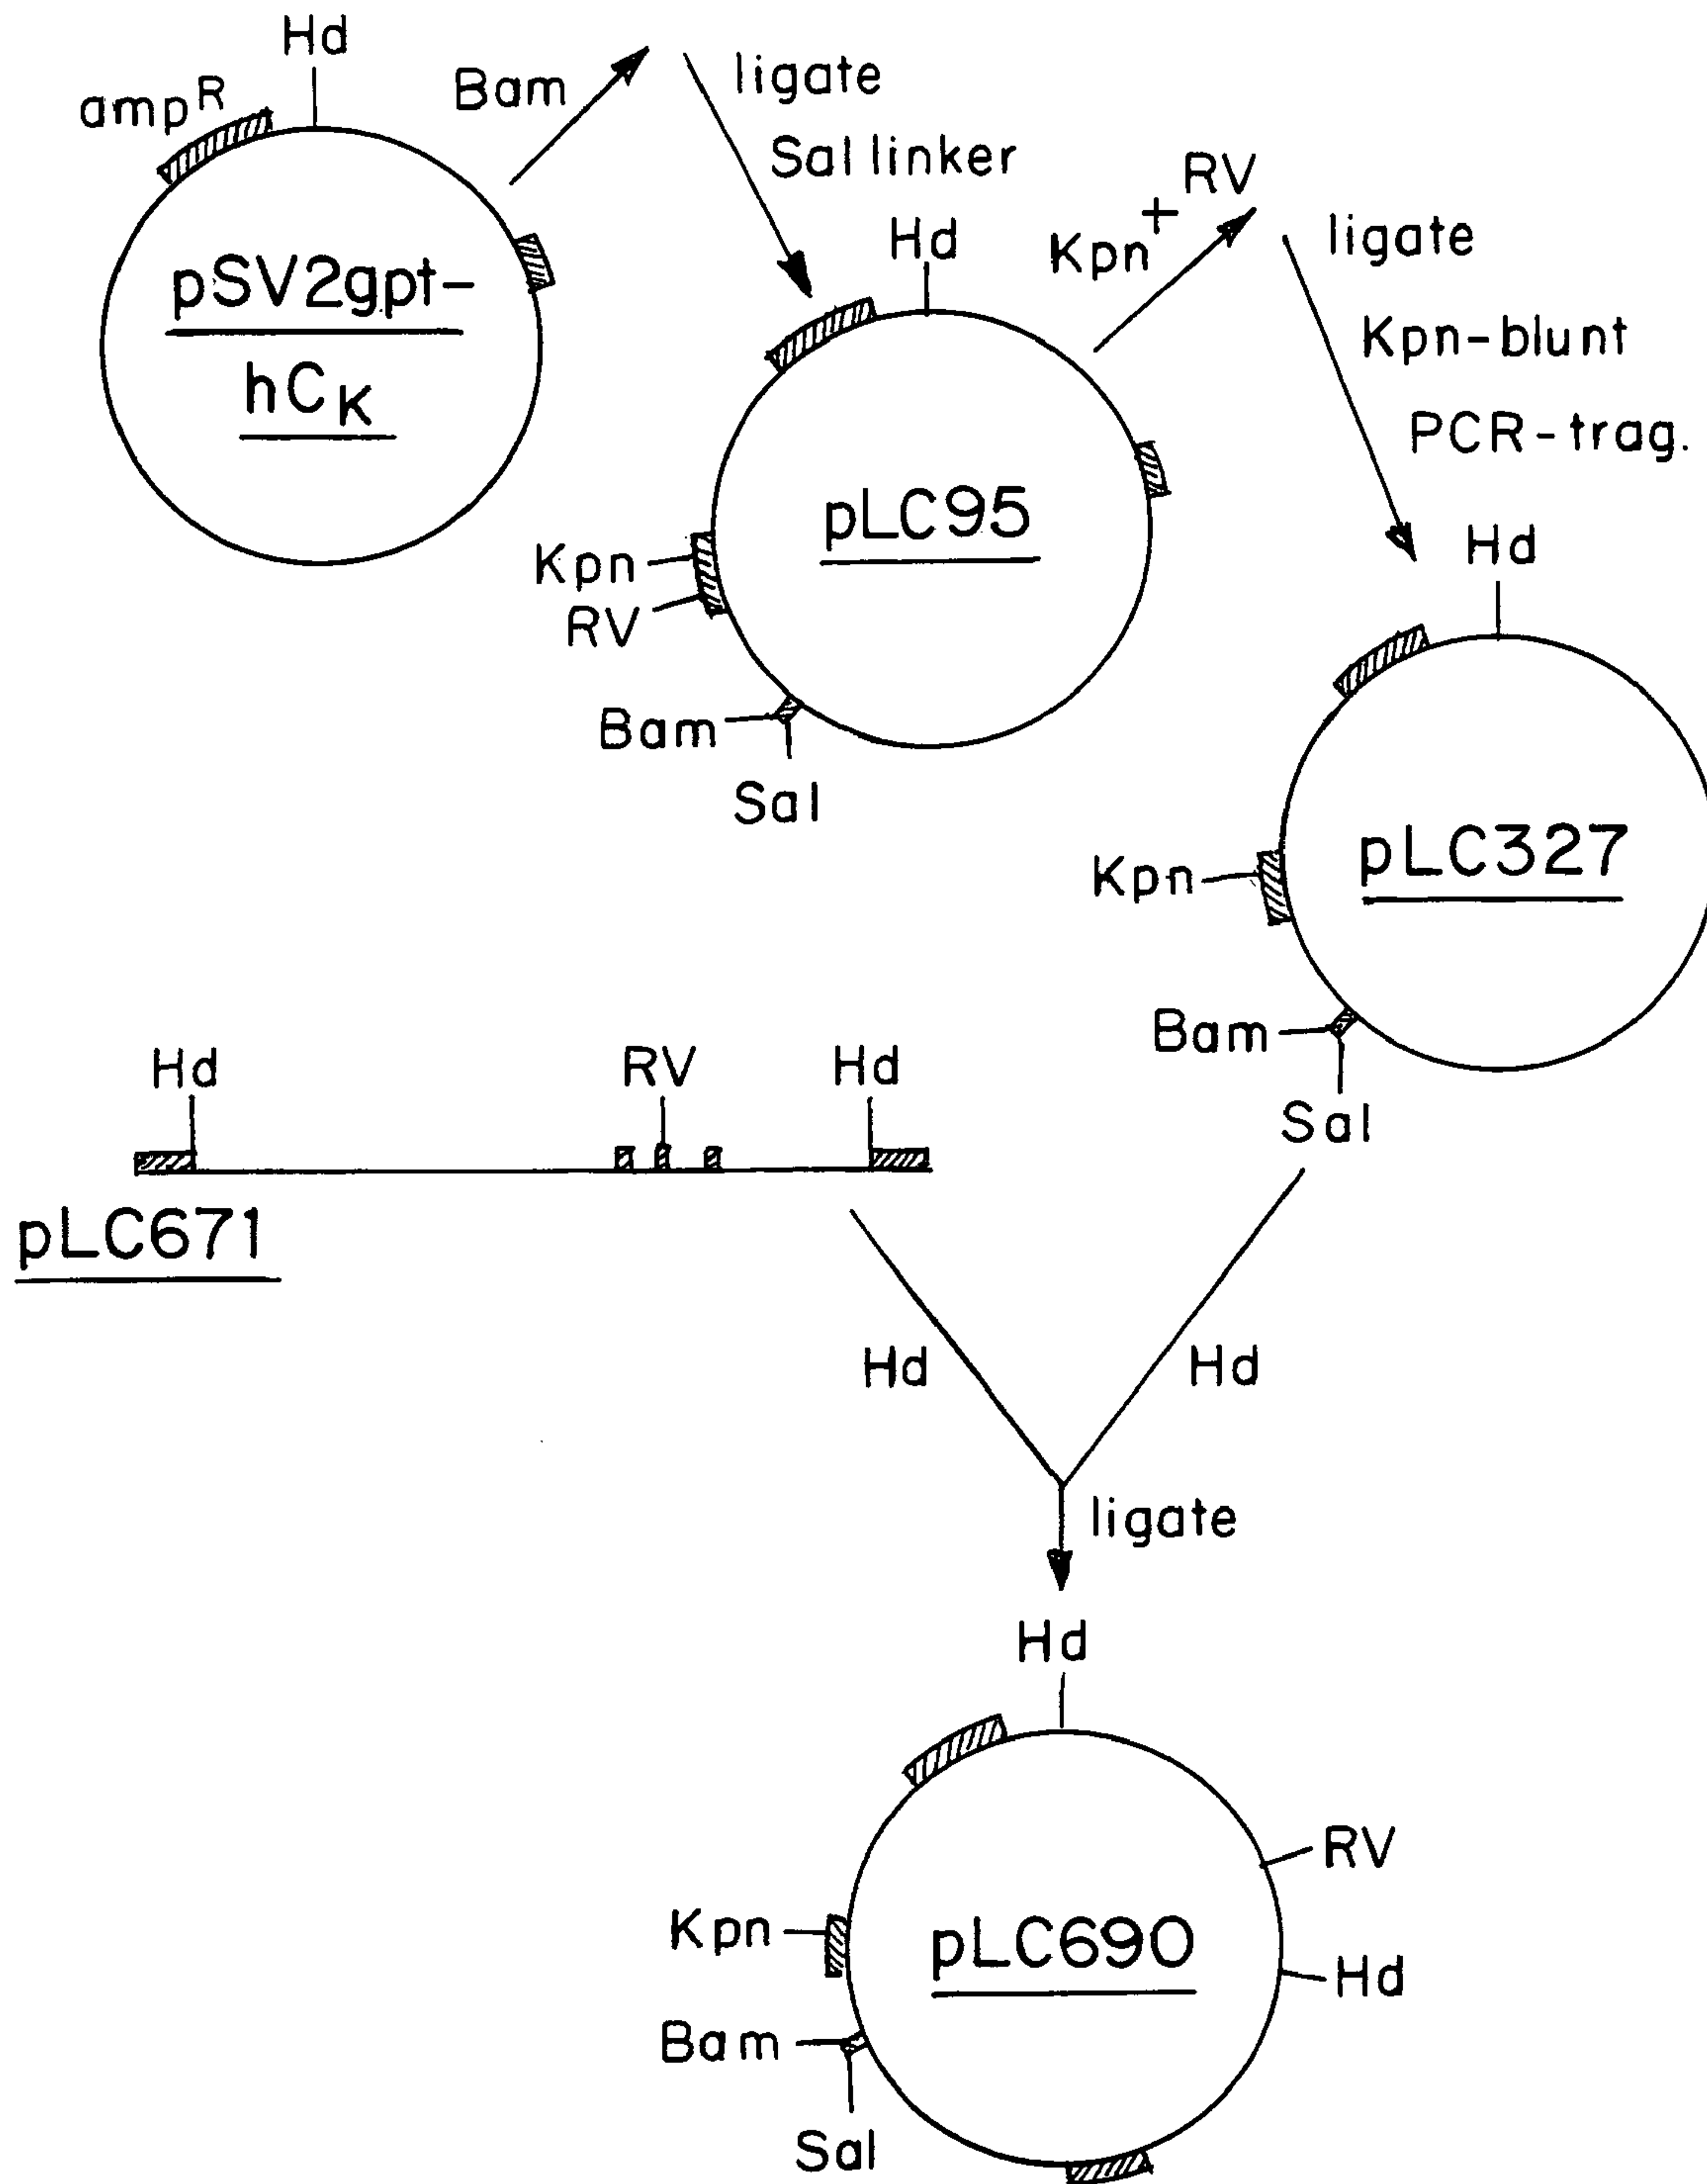 Hd
ampR
Bam
ligate
Sal linker
pSV2gpt-
hCK
Hd
Kpn + RV
ligate
Kpn-blunt
PCR-trag.
pLC95
Kpn
RV
Bam
Sal
Hd
pLC327
Kpn
Bam
Sal
Hd
RV
Hd
pLC671
Hd
Hd
ligate
Hd
RV
Kpn
pLC690
Hd
Bam
Sal